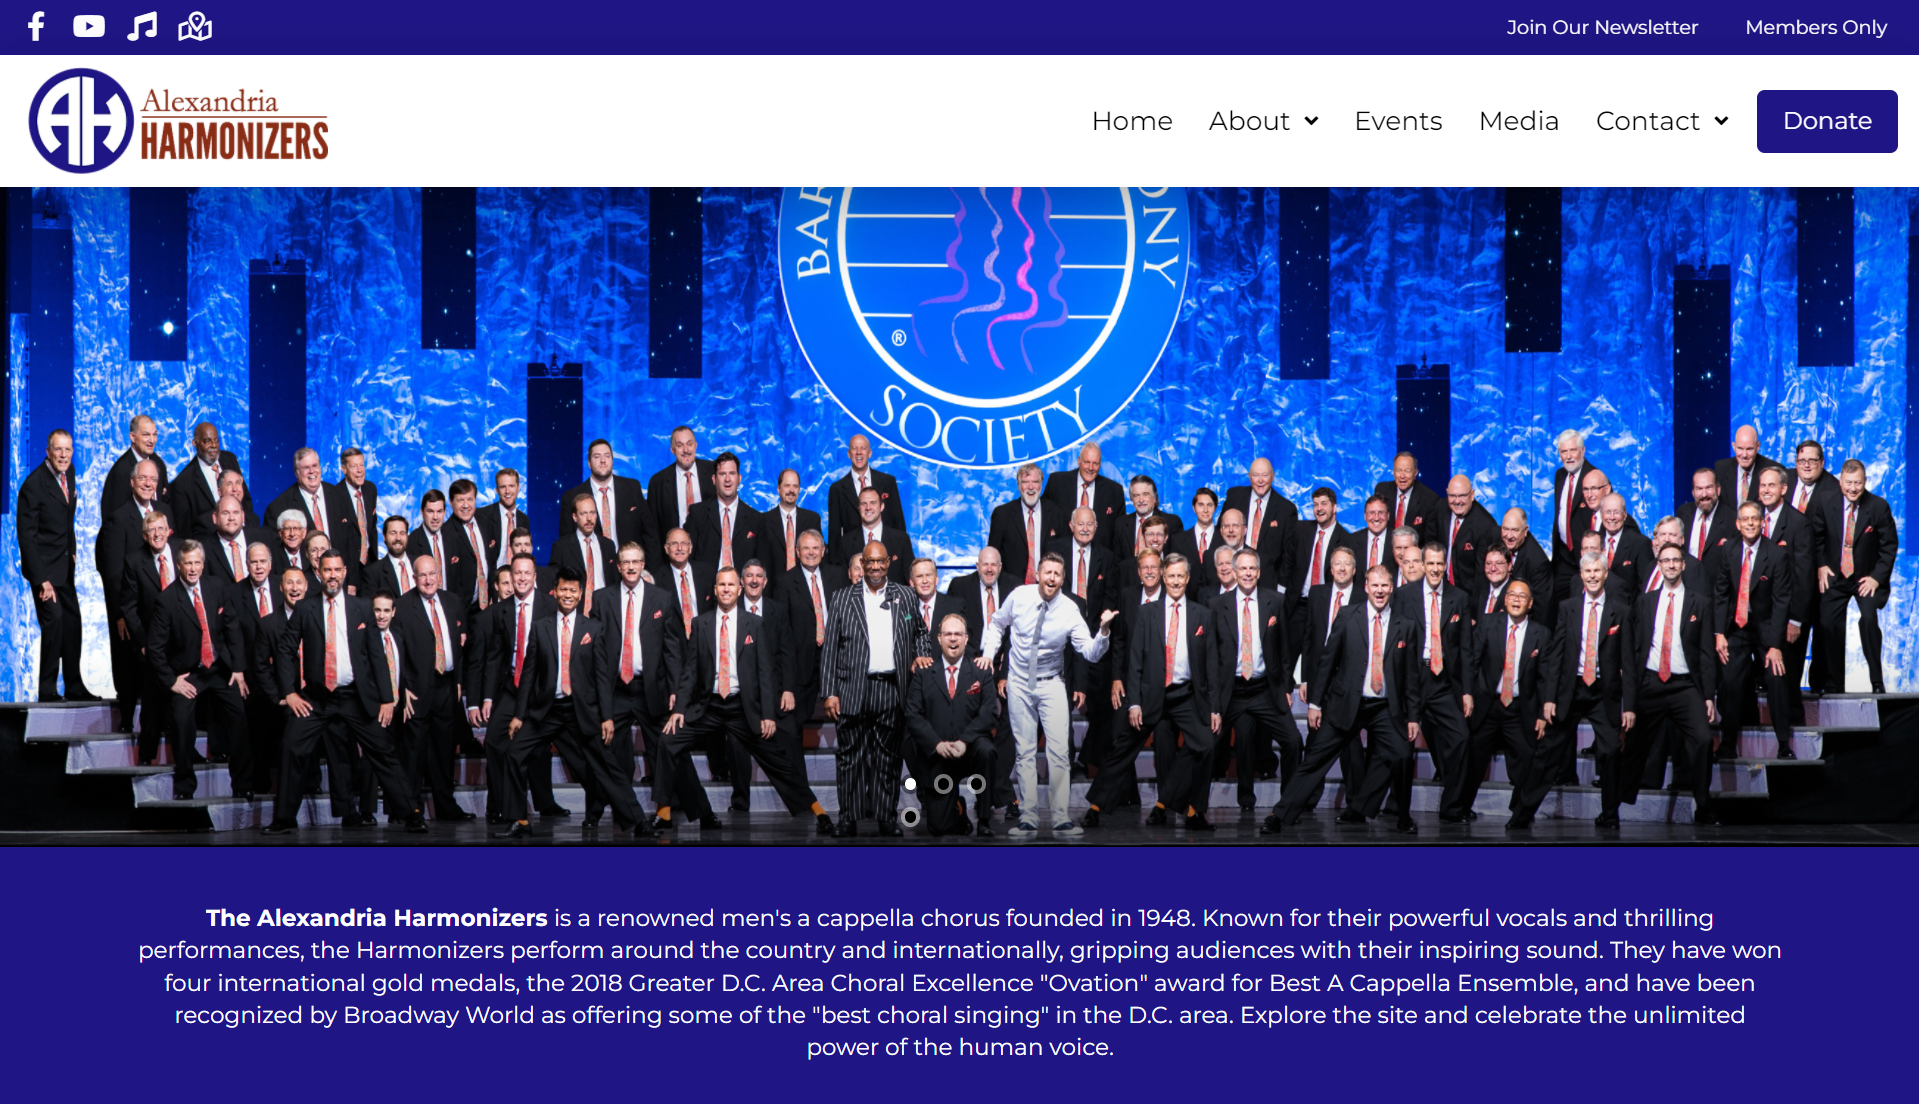 Join Our Newsletter
Members Only
Alexandria
HARMONIZERS
Home
About
Events
Media
Contact
Donate
SOCIETY
®
The Alexandria Harmonizers is a renowned men's a cappella chorus founded in 1948. Known for their powerful vocals and thrilling
performances, the Harmonizers perform around the country and internationally, gripping audiences with their inspiring sound. They have won
four international gold medals, the 2018 Greater D.C. Area Choral Excellence "Ovation" award for Best A Cappella Ensemble, and have been
recognized by Broadway World as offering some of the "best choral singing" in the D.C. area. Explore the site and celebrate the unlimited
power of the human voice.